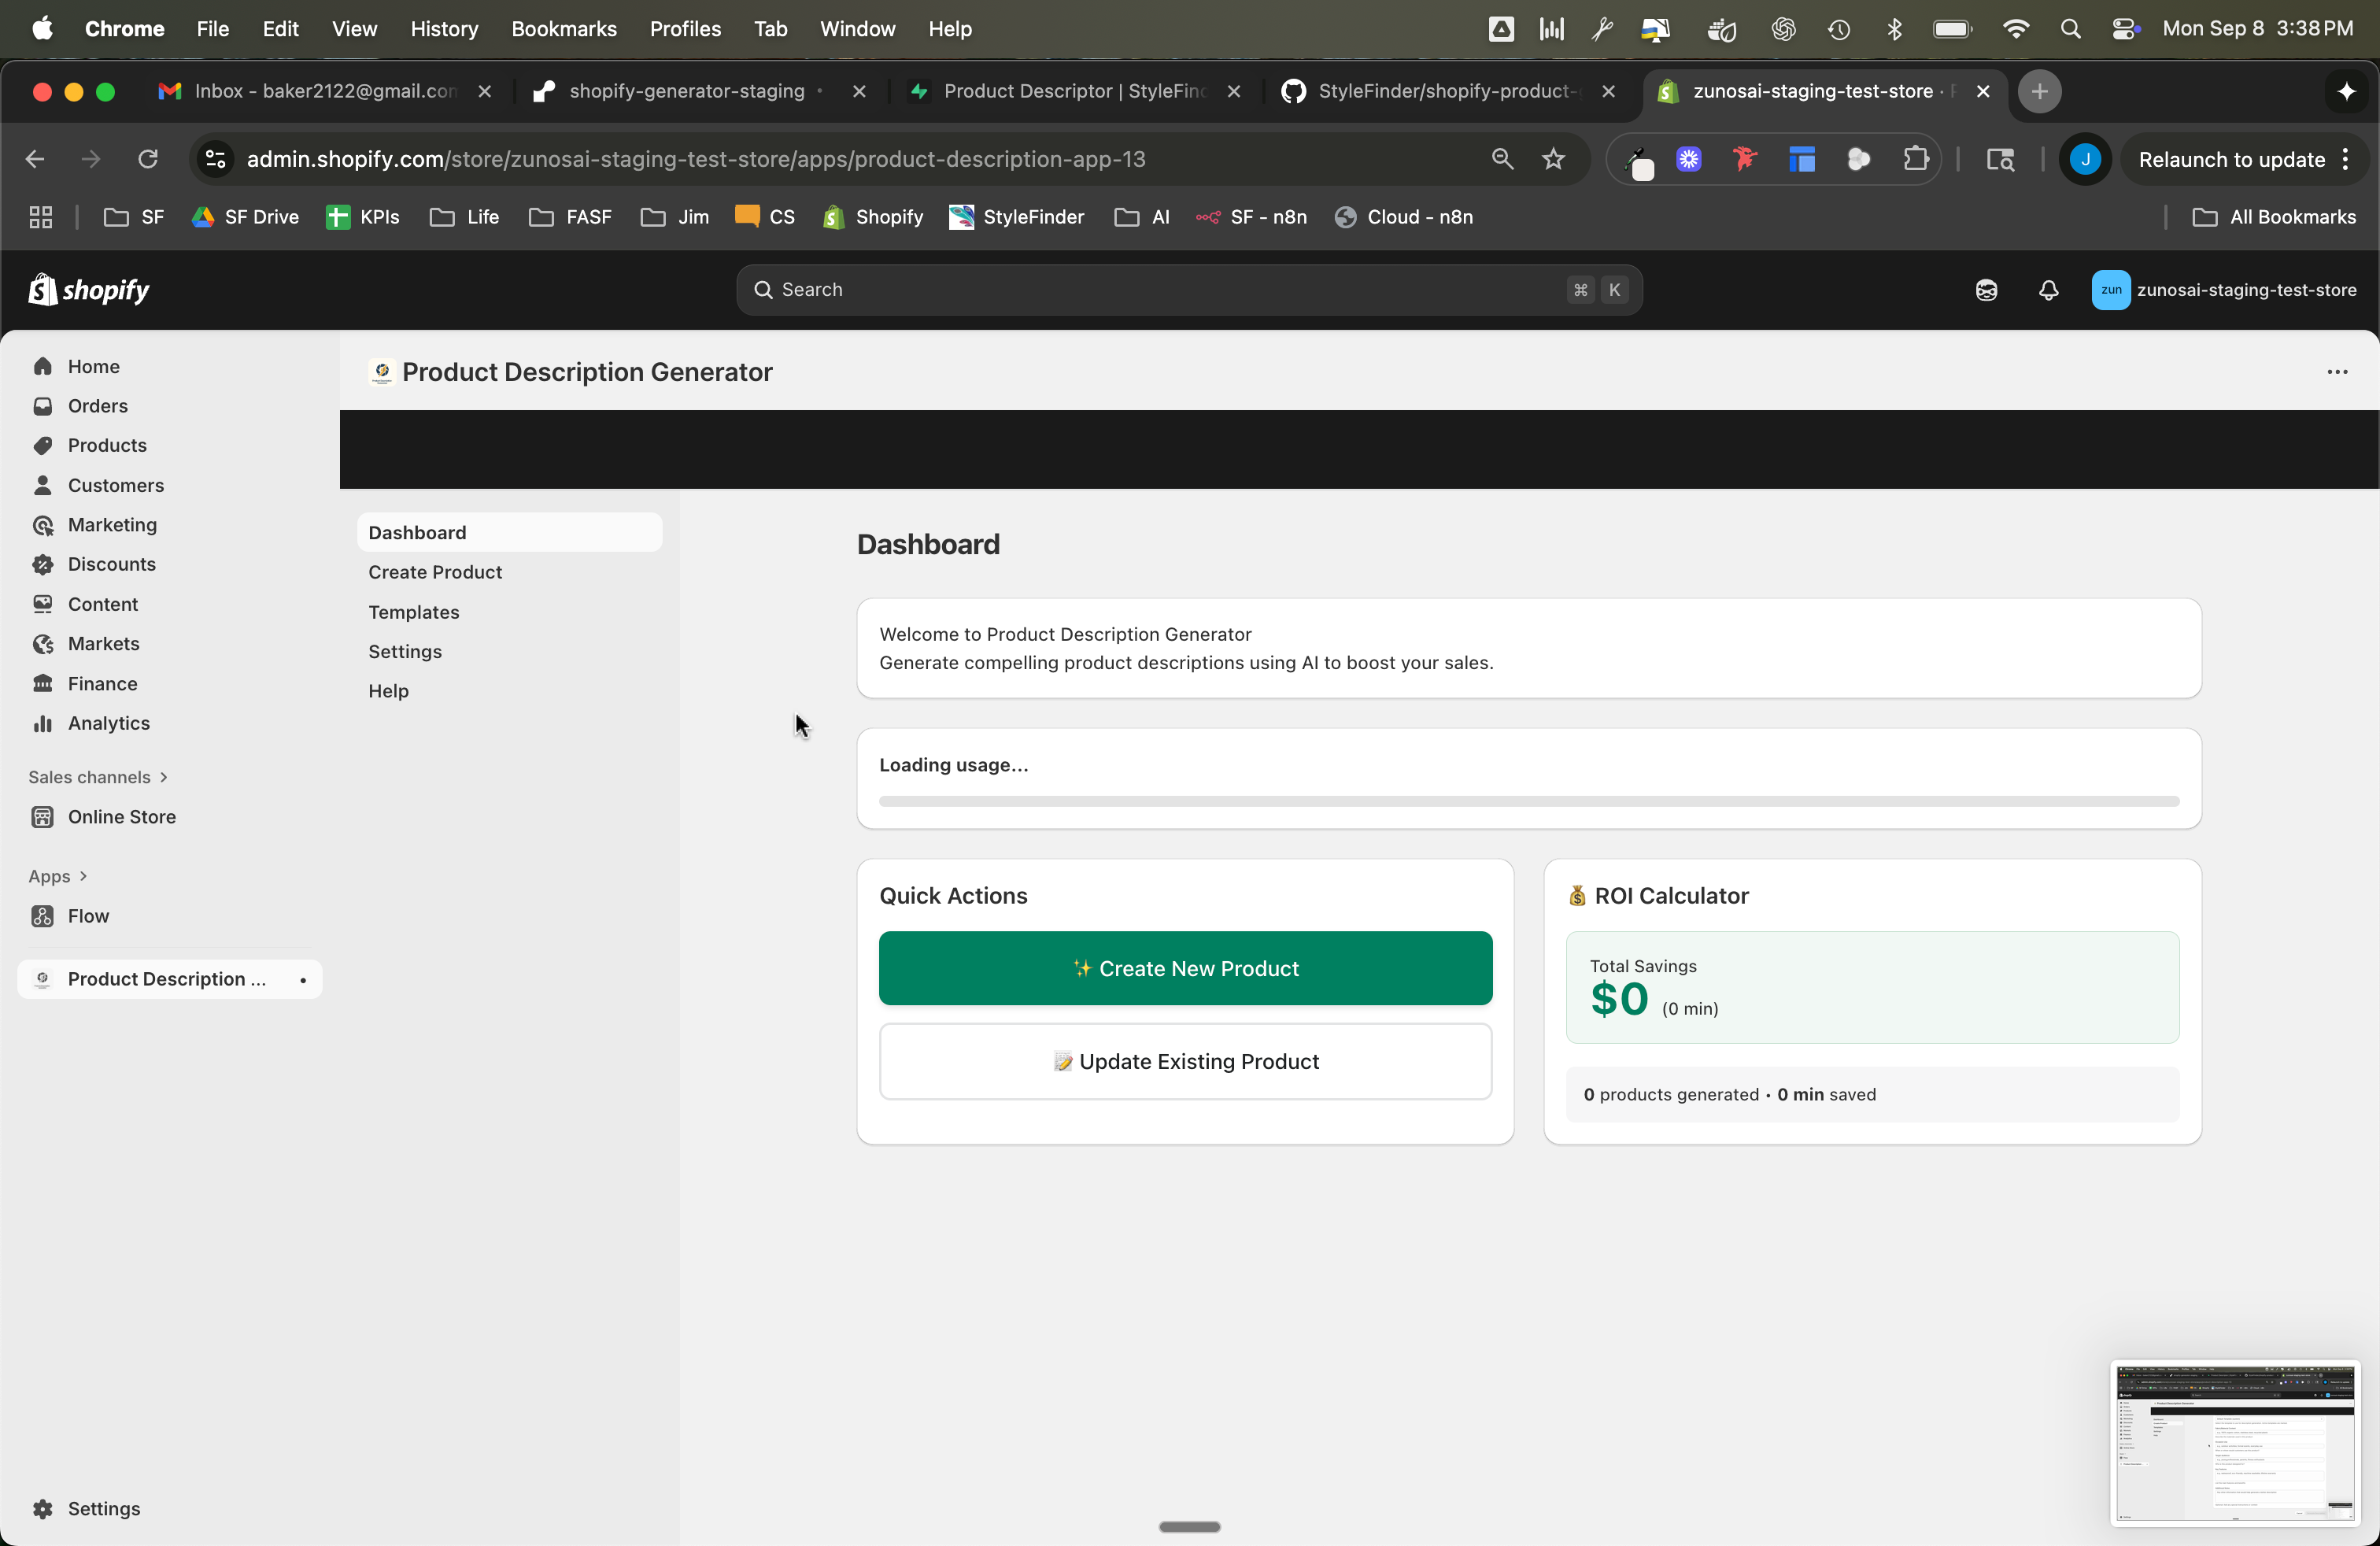 Chrome File Edit View History Bookmarks Profiles Tab Window Help Mon Sep 8 3:38 PM
Inbox - baker2122@gmail.com shopify-generator-staging Product Descriptor | StyleFind StyleFinder/shopify-product- zunosai-staging-test-store ·
admin.shopify.com/store/zunosai-staging-test-store/apps/product-description-app-13 J Relaunch to update
SF SF Drive KPIs Life FASF Jim CS Shopify StyleFinder AI SF - n8n Cloud - n8n All Bookmarks
shopify Search ⌘ K zun zunosai-staging-test-store
Home
Orders
Products
Customers
Marketing
Discounts
Content
Markets
Finance
Analytics
Sales channels
Online Store
Apps
Flow
Product Description ...
Settings
Product Description Generator
Dashboard
Create Product
Templates
Settings
Help
Dashboard
Welcome to Product Description Generator
Generate compelling product descriptions using AI to boost your sales.
Loading usage...
Quick Actions
✨ Create New Product
📝 Update Existing Product
💰 ROI Calculator
Total Savings
$0 (0 min)
0 products generated • 0 min saved